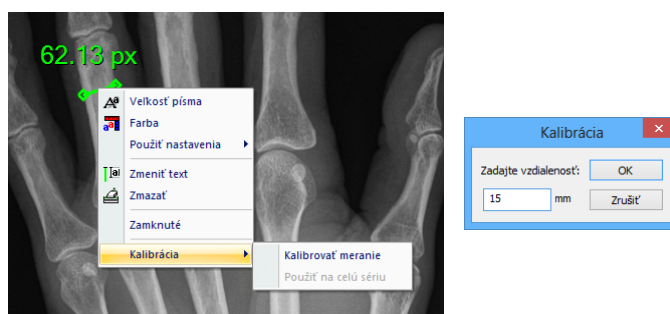 62.13 px
Veľkosť písma
Farba
Použiť nastavenia
Zmeniť text
Zmazať
Zamknuté
Kalibrácia
Kalibrovať meranie
Použiť na celú sériu
Kalibrácia
Zadajte vzdialenosť:
OK
15
mm
Zrušiť